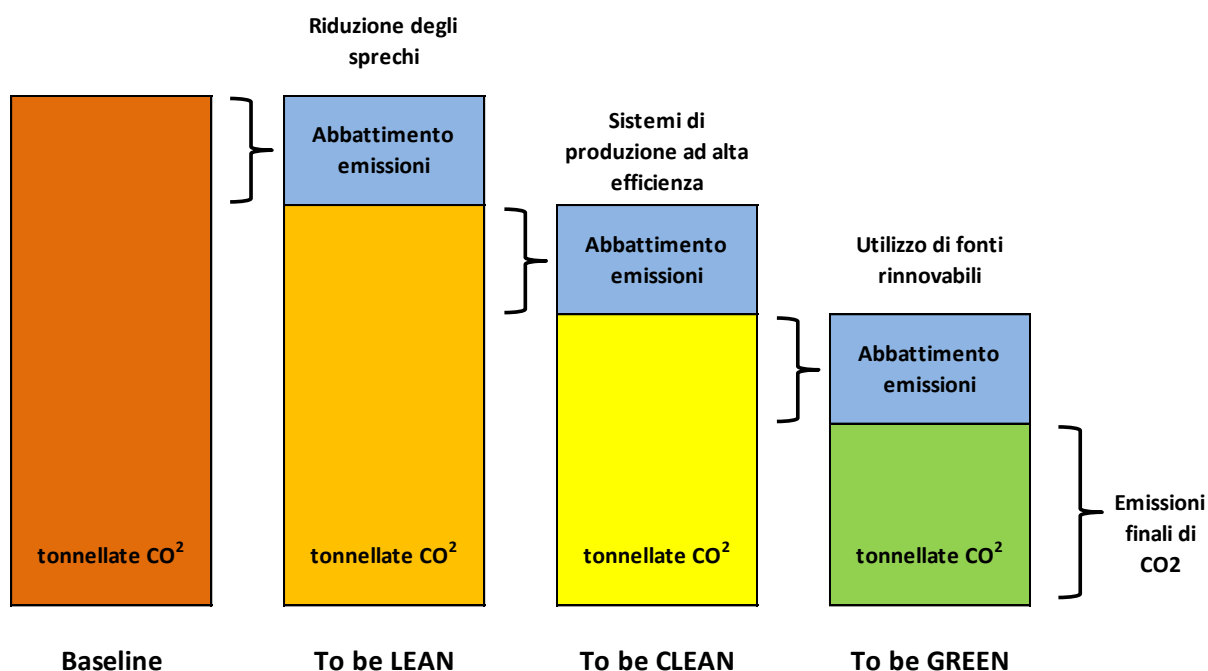 Riduzione degli
sprechi
Abbattimento
emissioni
Sistemi di
produzione ad alta
efficienza
Abbattimento
emissioni
Utilizzo di fonti
rinnovabili
Abbattimento
emissioni
tonnellate CO²
tonnellate CO²
tonnellate CO²
tonnellate CO²
Emissioni
finali di
CO2
Baseline
To be LEAN
To be CLEAN
To be GREEN